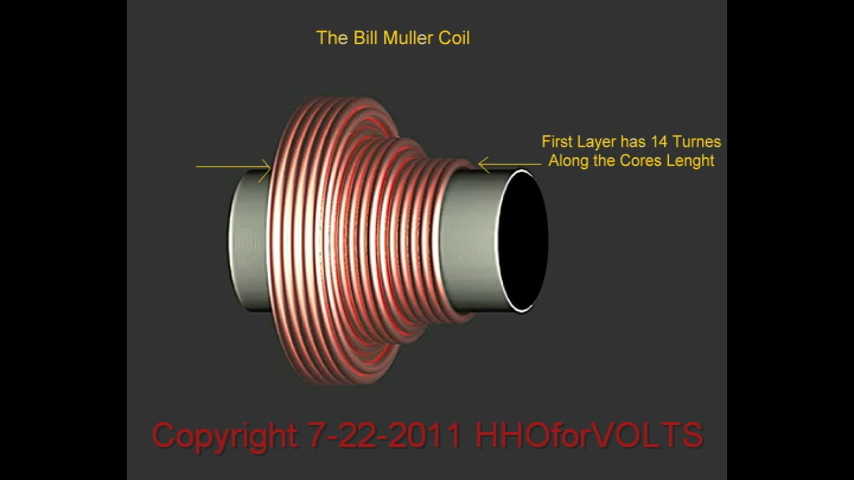 The Bill Muller Coil
First Layer has 14 Turnes
Along the Cores Lenght
Copyright 7-22-2011 HHOforVOLTS